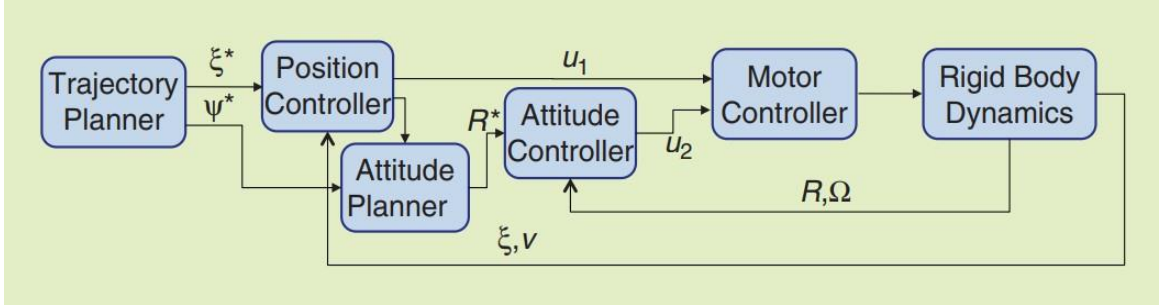 Trajectory
Planner
ξ*
ψ*
Position
Controller
Attitude
Planner
R*
Attitude
Controller
u1
u2
Motor
Controller
Rigid Body
Dynamics
R,Ω
ξ,v